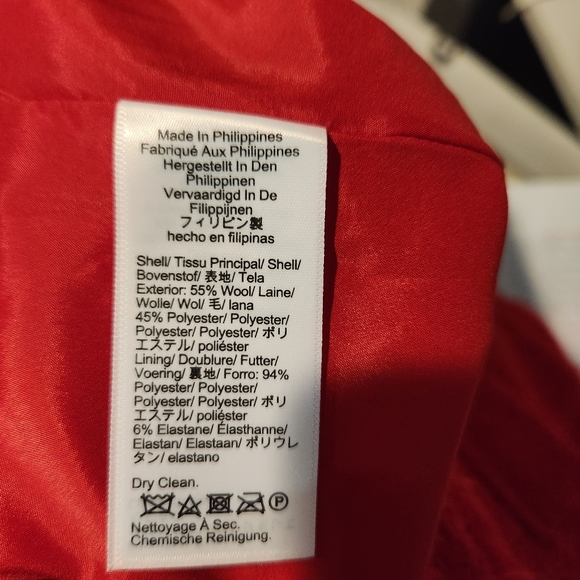 Made In Philippines
Fabriqué Aux Philippines
Hergestellt In Den
Philippinen
Vervaardigd In De
Filippijnen
フィリピン製
hecho en filipinas
Shell/ Tissu Principal/ Shell/
Bovenstof/ 表地/ Tela
Exterior: 55% Wool/ Laine/
Wolie/ Wol/ 毛/ lana
45% Polyester/ Polyester/
Polyester/ Polyester/ ポリ
エステル/ poliéster
Lining/ Doublure/ Futter/
Voering/ 裏地/ Forro: 94%
Polyester/ Polyester/
Polyester/ Polyester/ ポリ
エステル/ poliéster
6% Elastane/ Élasthanne/
Elastan/ Elastaan/ ポリウレ
タン/ elastano
Dry Clean.
P
Nettoyage À Sec.
Chemische Reinigung.